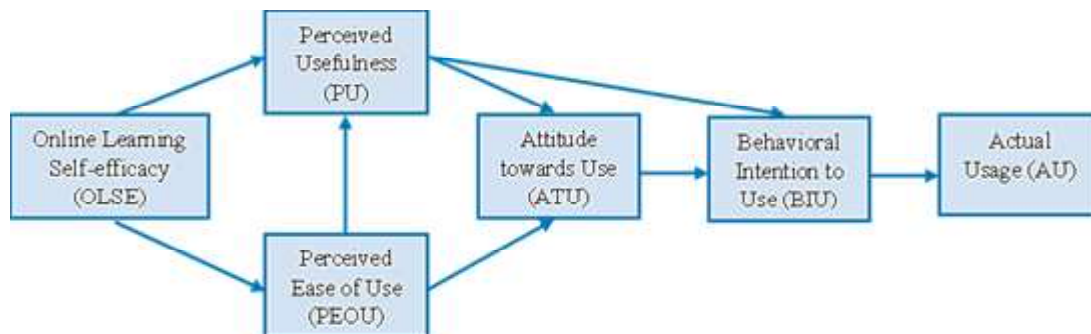 Perceived
Usefulness
(PU)
Online Learning
Self-efficacy
(OLSE)
Attitude
towards Use
(ATU)
Behavioral
Intention to
Use (BIU)
Actual
Usage (AU)
Perceived
Ease of Use
(PEOU)